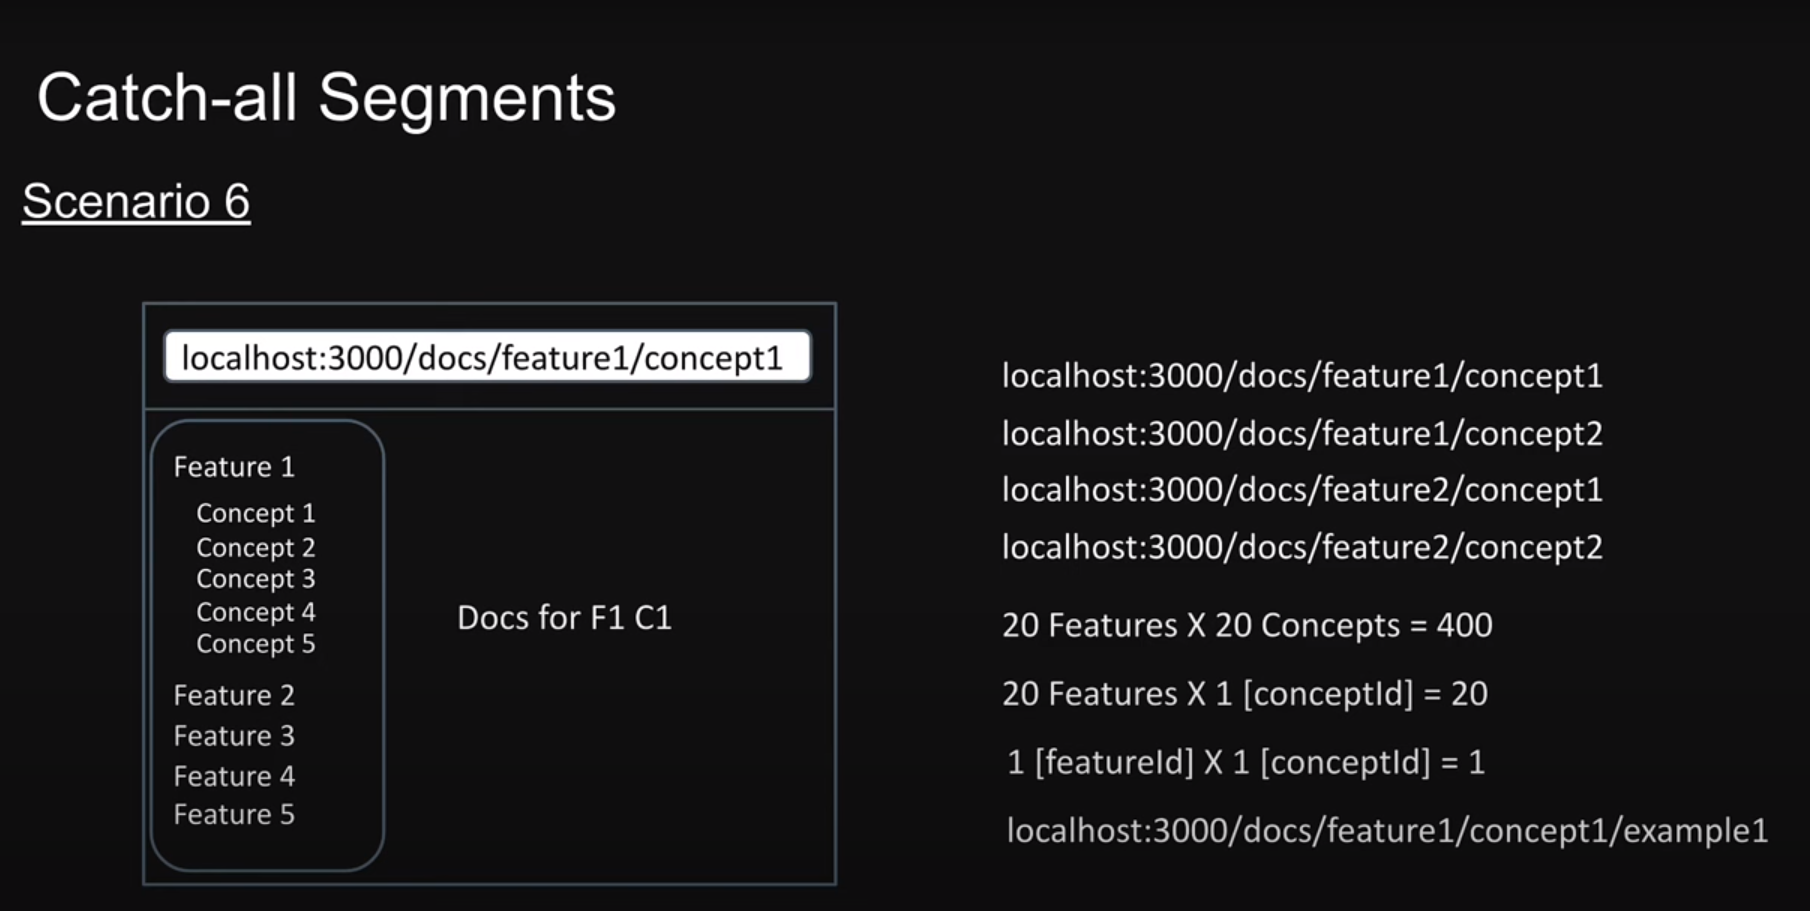 Catch-all Segments
Scenario 6
localhost:3000/docs/feature1/concept1
Feature 1
Concept 1
Concept 2
Concept 3
Concept 4
Concept 5
Feature 2
Feature 3
Feature 4
Feature 5
Docs for F1 C1
localhost:3000/docs/feature1/concept1
localhost:3000/docs/feature1/concept2
localhost:3000/docs/feature2/concept1
localhost:3000/docs/feature2/concept2
20 Features X 20 Concepts = 400
20 Features X 1 [conceptId] = 20
1 [featureId] X 1 [conceptId] = 1
localhost:3000/docs/feature1/concept1/example1